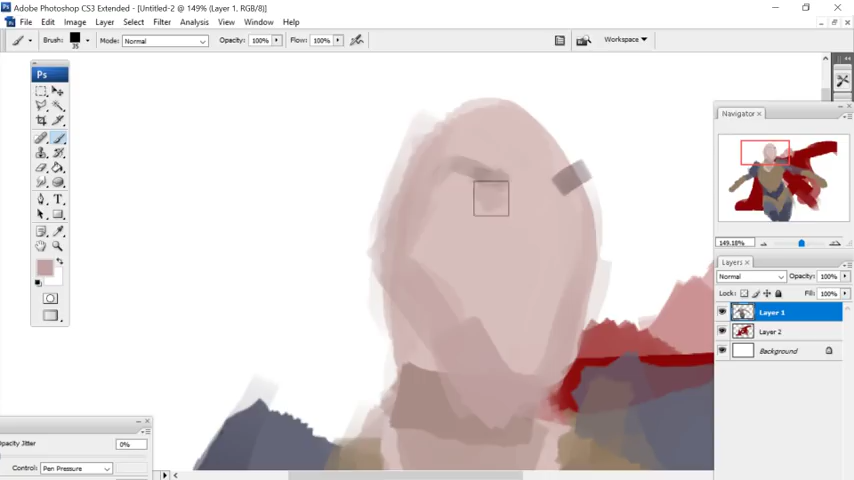 Adobe Photoshop CS3 Extended - [Untitled-2 @ 149% (Layer 1, RGB/8)]
File Edit Image Layer Select Filter Analysis View Window Help
Brush: 35 Mode: Normal Opacity: 100% Flow: 100% Workspace
Ps
T
Navigator
149.18%
Layers
Normal Opacity: 100%
Lock: Fill: 100%
Layer 1
Layer 2
Background
Opacity Jitter 0%
Control: Pen Pressure